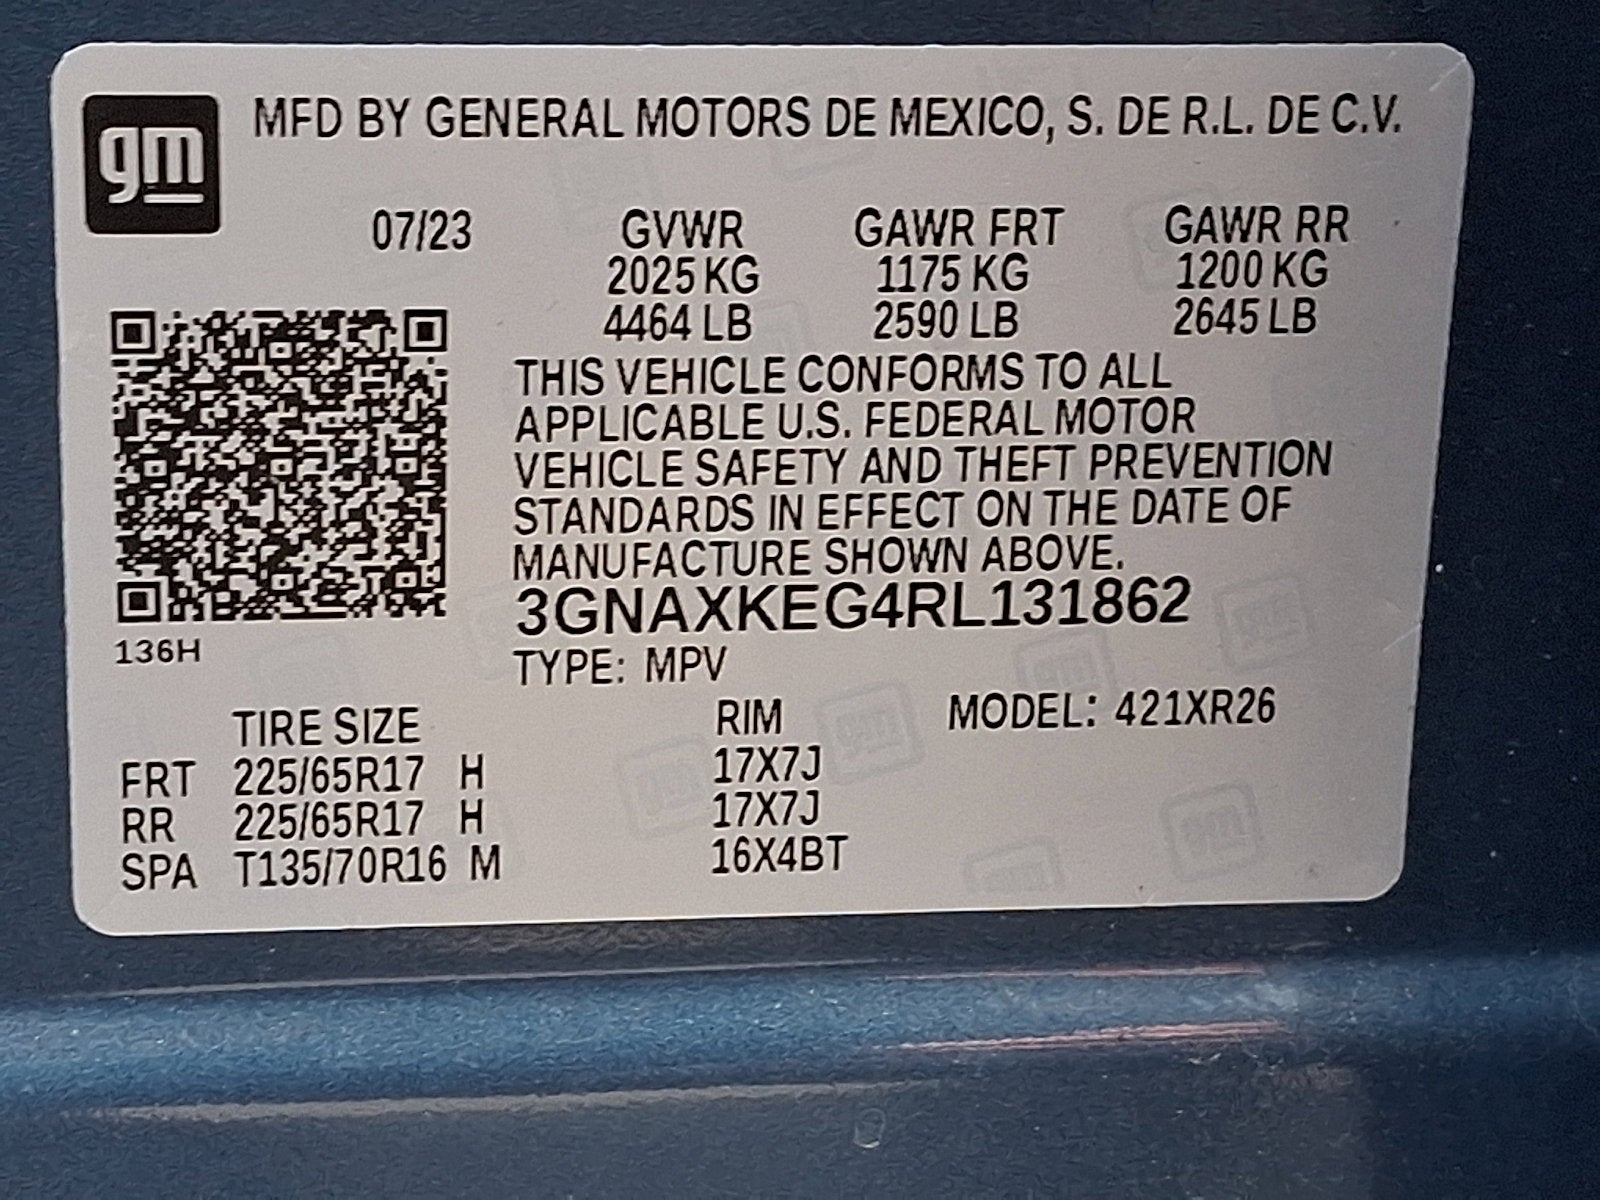 gm
MFD BY GENERAL MOTORS DE MEXICO, S. DE R.L. DE C.V.
07/23 GVWR GAWR FRT GAWR RR
2025 KG 1175 KG 1200 KG
4464 LB 2590 LB 2645 LB
THIS VEHICLE CONFORMS TO ALL
APPLICABLE U.S. FEDERAL MOTOR
VEHICLE SAFETY AND THEFT PREVENTION
STANDARDS IN EFFECT ON THE DATE OF
MANUFACTURE SHOWN ABOVE.
3GNAXKEG4RL131862
136H
TYPE: MPV
TIRE SIZE RIM MODEL: 421XR26
FRT 225/65R17 H 17X7J
RR 225/65R17 H 17X7J
SPA T135/70R16 M 16X4BT